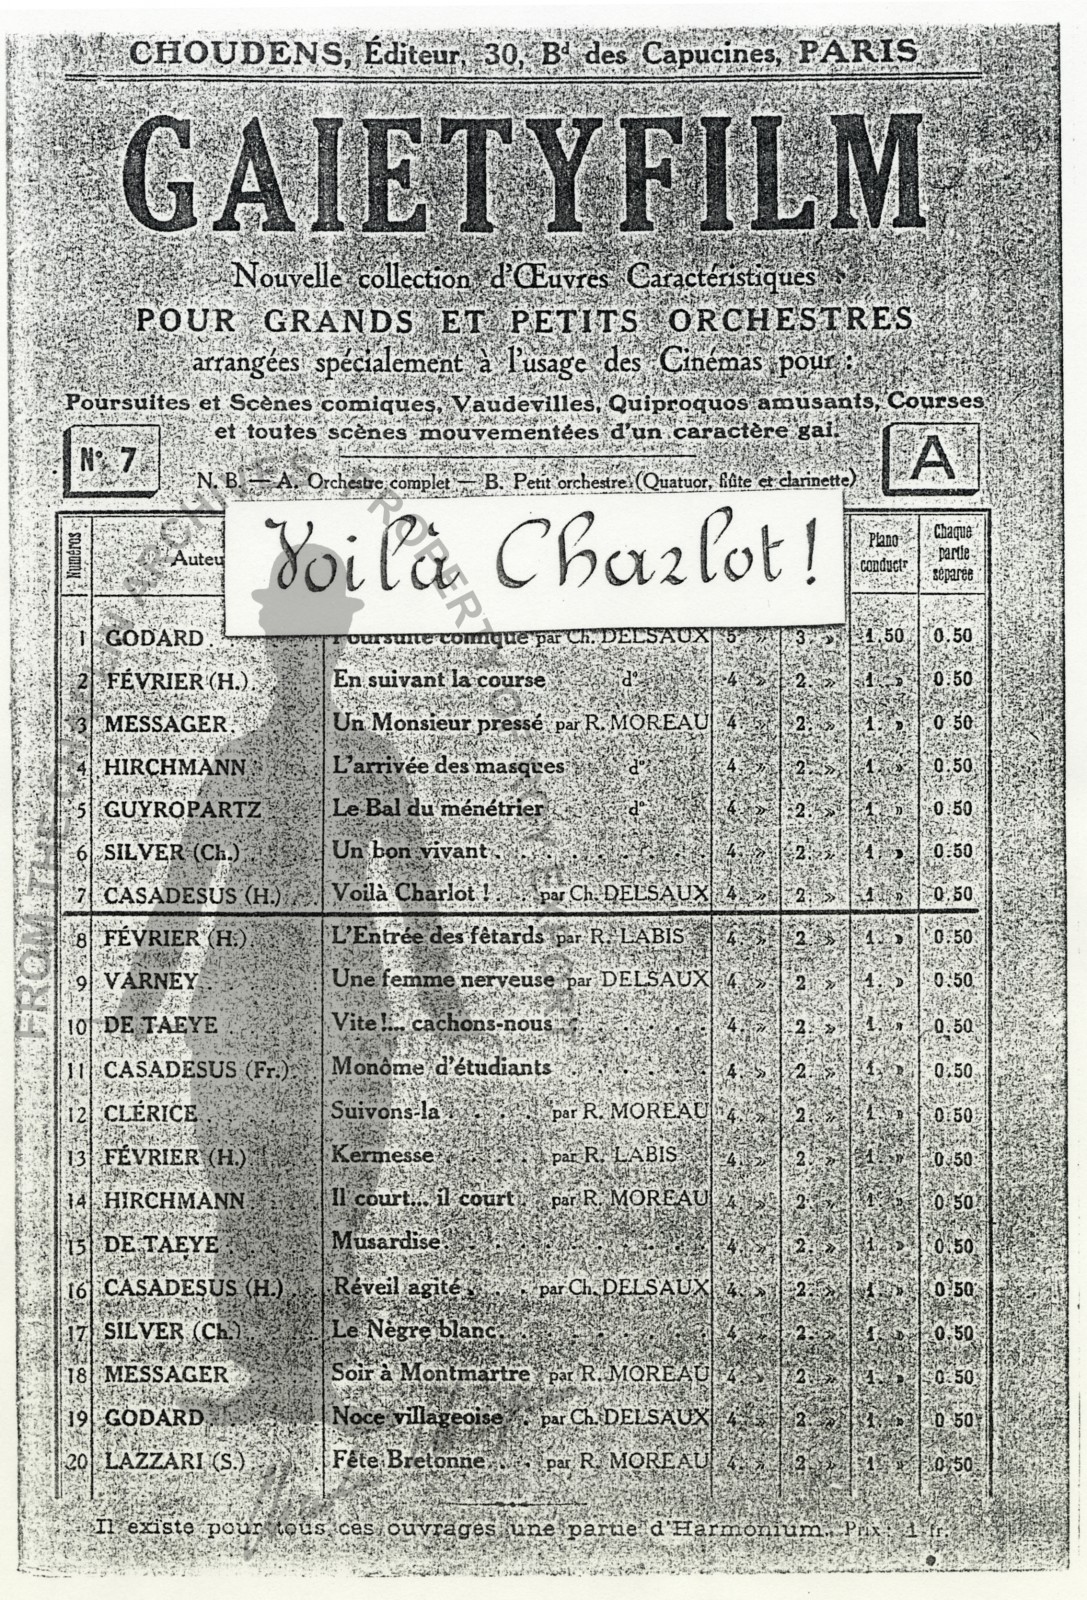 CHOUDENS, Éditeur, 30, Bd des Capucines, PARIS
GAIETYFILM
Nouvelle collection d'Œuvres Caractéristiques
POUR GRANDS ET PETITS ORCHESTRES
arrangées spécialement à l'usage des Cinémas pour :
Poursuites et Scènes comiques, Vaudevilles, Quiproquos amusants, Courses
et toutes scènes mouvementées d'un caractère gai.
N° 7
A
N. B. — A. Orchestre complet — B. Petit orchestre (Quatuor, flûte et clarinette)
Voilà Charlot!
Numéros Auteu Piano conductr Chaque partie séparée
1 GODARD . Poursuite comique par Ch. DELSAUX 5. » 3. » 1.50 0.50
2 FÉVRIER (H.). En suivant la course d° 4 » 2. » 1. » 0 50
3 MESSAGER. Un Monsieur pressé par R. MOREAU 4. » 2. » 1. » 0 50
4 HIRCHMANN L'arrivée des masques d° 4. » 2. » 1. » 0.50
5 GUYROPARTZ Le Bal du ménétrier d° 4 » 2. » 1 » 0 50
6 SILVER (Ch.) . Un bon vivant . . . . . . . . 4. » 2. » 1. » 0.50
7 CASADESUS (H.) Voilà Charlot ! . . par Ch. DELSAUX 4. » 2 » 1 » 0.50
8 FÉVRIER (H.). L'Entrée des fêtards par R. LABIS 4. » 2. » 1. » 0.50
9 VARNEY . Une femme nerveuse par DELSAUX 4 » 2 » 1. » 0.50
10 DE TAEYE Vite !... cachons-nous . . . . . . 4. » 2. » 1. » 0.50
11 CASADESUS (Fr.) Monôme d'étudiants . . . . . . 4. » 2. » 1. » 0.50
12 CLÉRICE Suivons-la . . . . par R. MOREAU 4. » 2. » 1. » 0.50
13 FÉVRIER (H.) Kermesse . . . . par R. LABIS 4. » 2. » 1. » 0.50
14 HIRCHMANN Il court... il court . par R. MOREAU 4. » 2. » 1. » 0 50
15 DE TAEYE . Musardise. . . . . . . . . . 4. » 2. » 1. » 0 50
16 CASADESUS (H.) Réveil agité . . . par Ch. DELSAUX 4. » 2. » 1. » 0 50
17 SILVER (Ch.) Le Nègre blanc. . . . . . . . 4. » 2. » 1. » 0 50
18 MESSAGER Soir à Montmartre par R. MOREAU 4. » 2. » 1. » 0 50
19 GODARD Noce villageoise . . par Ch. DELSAUX 4. » 2. » 1. » 0 50
20 LAZZARI (S.) . Fête Bretonne . . . par R. MOREAU 4. » 2. » 1. » 0 50
Il existe pour tous ces ouvrages une partie d'Harmonium. Prix : 1 fr.
FROM THE ARCHIVES ROY EXPORT